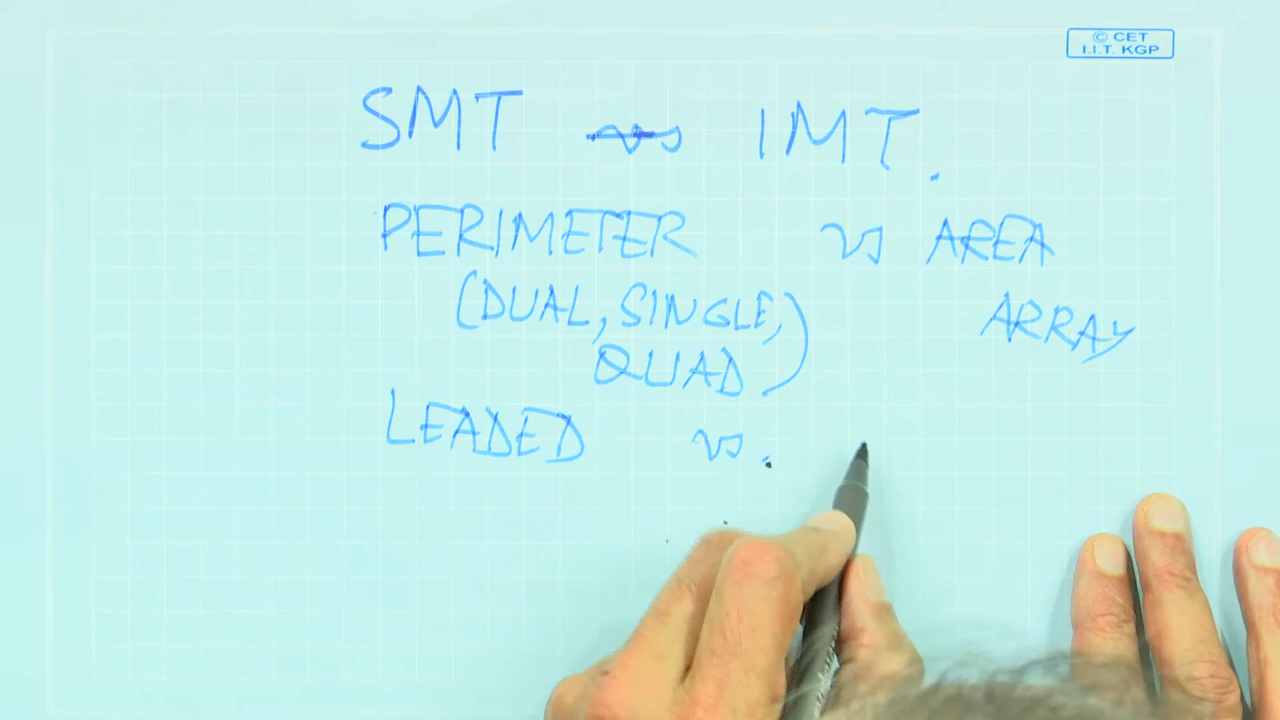 © CET
I.I.T. KGP
SMT vs IMT.
PERIMETER vs AREA
(DUAL, SINGLE, ARRAY
QUAD)
LEADED vs.